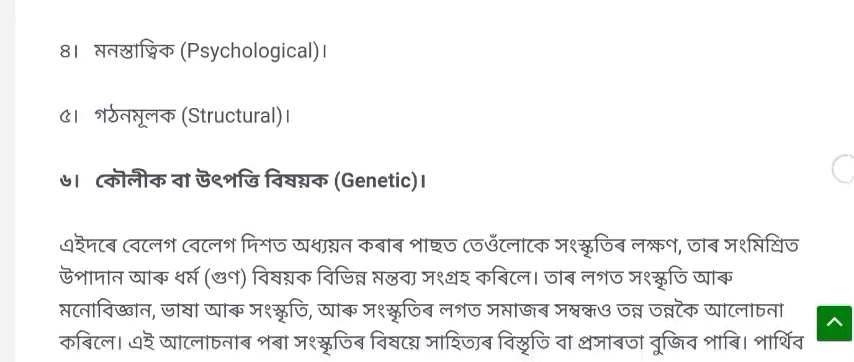 ৪। মনস্তাত্বিক (Psychological)।
৫। গঠনমূলক (Structural)।
৬। কৌলীক বা উৎপত্তি বিষয়ক (Genetic)।
এইদৰে বেলেগ বেলেগ দিশত অধ্যয়ন কৰাৰ পাছত তেওঁলোকে সংস্কৃতিৰ লক্ষণ, তাৰ সংমিশ্ৰিত
উপাদান আৰু ধৰ্ম (গুণ) বিষয়ক বিভিন্ন মন্তব্য সংগ্ৰহ কৰিলে। তাৰ লগত সংস্কৃতি আৰু
মনোবিজ্ঞান, ভাষা আৰু সংস্কৃতি, আৰু সংস্কৃতিৰ লগত সমাজৰ সম্বন্ধও তন্ন তন্নকৈ আলোচনা
কৰিলে। এই আলোচনাৰ পৰা সংস্কৃতিৰ বিষয়ে সাহিত্যৰ বিস্তৃতি বা প্ৰসাৰতা বুজিব পাৰি। পাৰ্থিব